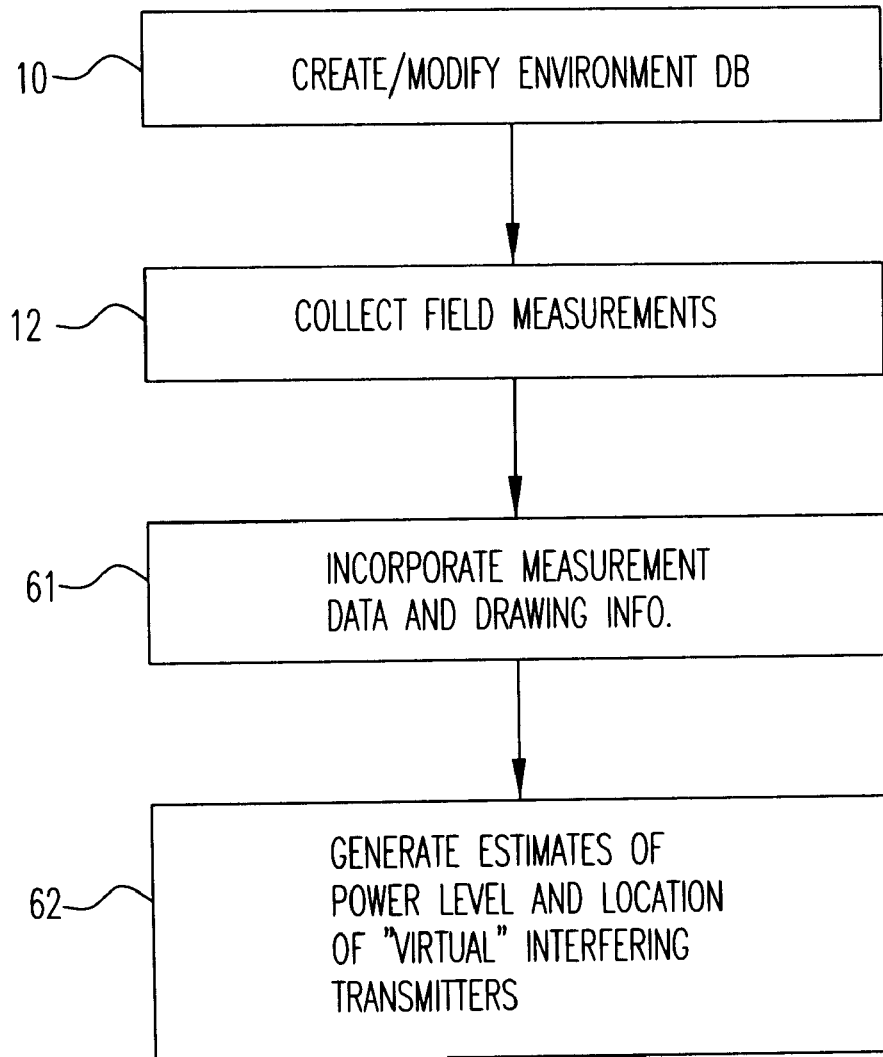 10
CREATE/MODIFY ENVIRONMENT DB
12
COLLECT FIELD MEASUREMENTS
61
INCORPORATE MEASUREMENT
DATA AND DRAWING INFO.
62
GENERATE ESTIMATES OF
POWER LEVEL AND LOCATION
OF "VIRTUAL" INTERFERING
TRANSMITTERS